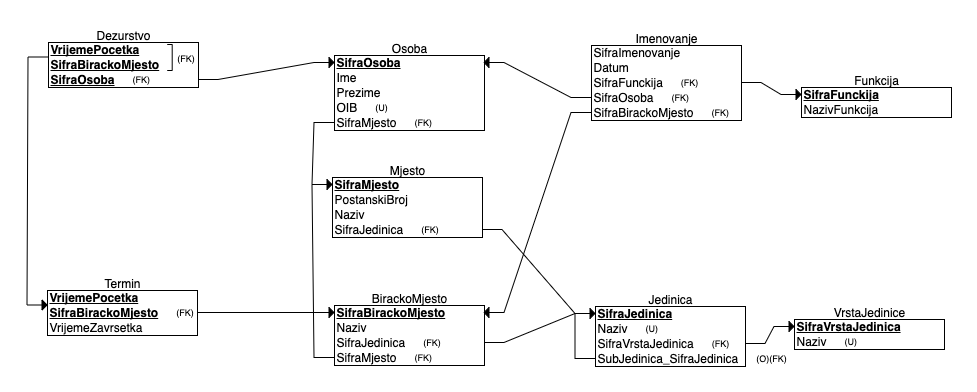 Dezurstvo
VrijemePocetka
SifraBirackoMjesto (FK)
SifraOsoba (FK)
Osoba
SifraOsoba
Ime
Prezime
OIB (U)
SifraMjesto (FK)
Imenovanje
SifraImenovanje
Datum
SifraFunckija (FK)
SifraOsoba (FK)
SifraBirackoMjesto (FK)
Funkcija
SifraFunckija
NazivFunkcija
Mjesto
SifraMjesto
PostanskiBroj
Naziv
SifraJedinica (FK)
Termin
VrijemePocetka
SifraBirackoMjesto (FK)
VrijemeZavrsetka
BirackoMjesto
SifraBirackoMjesto
Naziv
SifraJedinica (FK)
SifraMjesto (FK)
Jedinica
SifraJedinica
Naziv (U)
SifraVrstaJedinica (FK)
SubJedinica_SifraJedinica (O)(FK)
VrstaJedinice
SifraVrstaJedinica
Naziv (U)